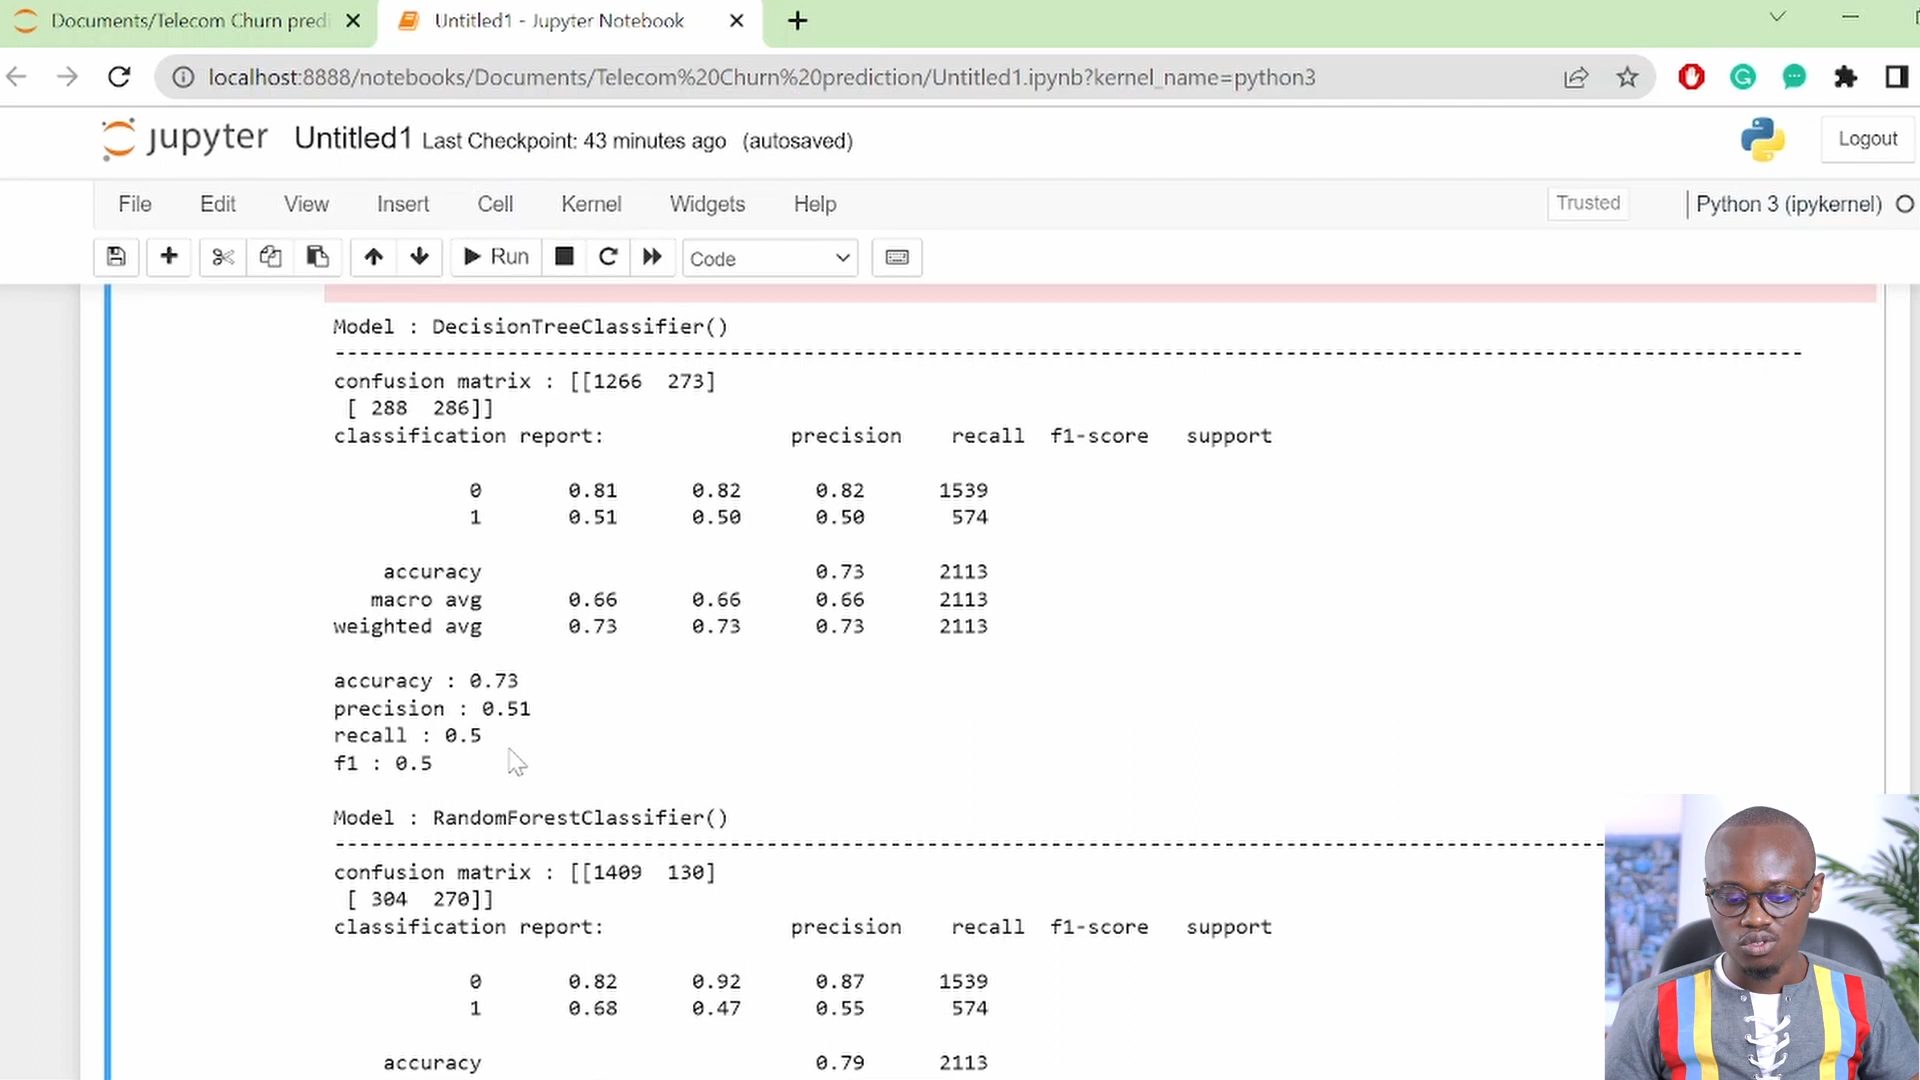 Documents/Telecom Churn pred
Untitled1 - Jupyter Notebook
localhost:8888/notebooks/Documents/Telecom%20Churn%20prediction/Untitled1.ipynb?kernel_name=python3
jupyter Untitled1 Last Checkpoint: 43 minutes ago (autosaved)
Logout
File Edit View Insert Cell Kernel Widgets Help
Trusted
Python 3 (ipykernel)
Run
Code
Model : DecisionTreeClassifier()
------------------------------------------------------------------------------------------------------------------------
confusion matrix : [[1266  273]
 [ 288  286]]
classification report:               precision    recall  f1-score   support
0       0.81      0.82      0.82      1539
1       0.51      0.50      0.50       574
accuracy                           0.73      2113
macro avg       0.66      0.66      0.66      2113
weighted avg       0.73      0.73      0.73      2113
accuracy : 0.73
precision : 0.51
recall : 0.5
f1 : 0.5
Model : RandomForestClassifier()
------------------------------------------------------------------------------------------------------------------------
confusion matrix : [[1409  130]
 [ 304  270]]
classification report:               precision    recall  f1-score   support
0       0.82      0.92      0.87      1539
1       0.68      0.47      0.55       574
accuracy                           0.79      2113